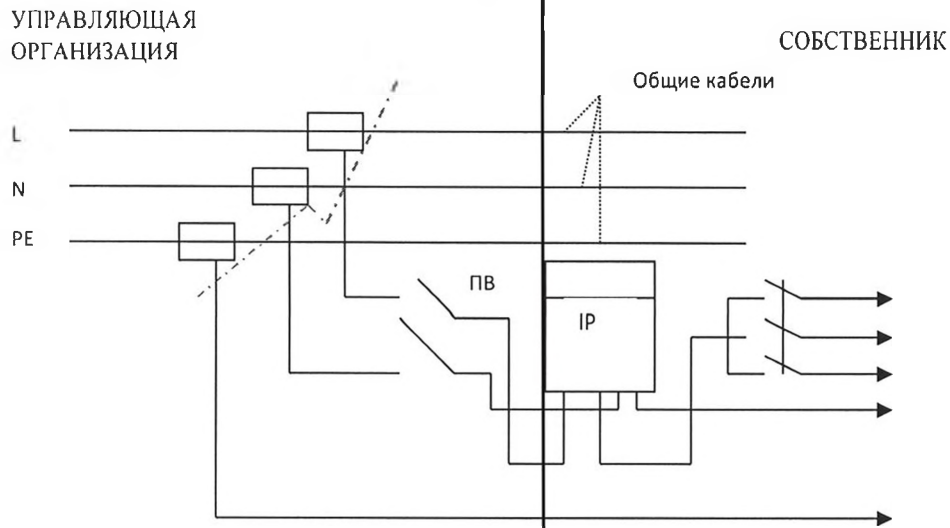 УПРАВЛЯЮЩАЯ
ОРГАНИЗАЦИЯ
СОБСТВЕННИК
Общие кабели
L
N
PE
ПВ
IP